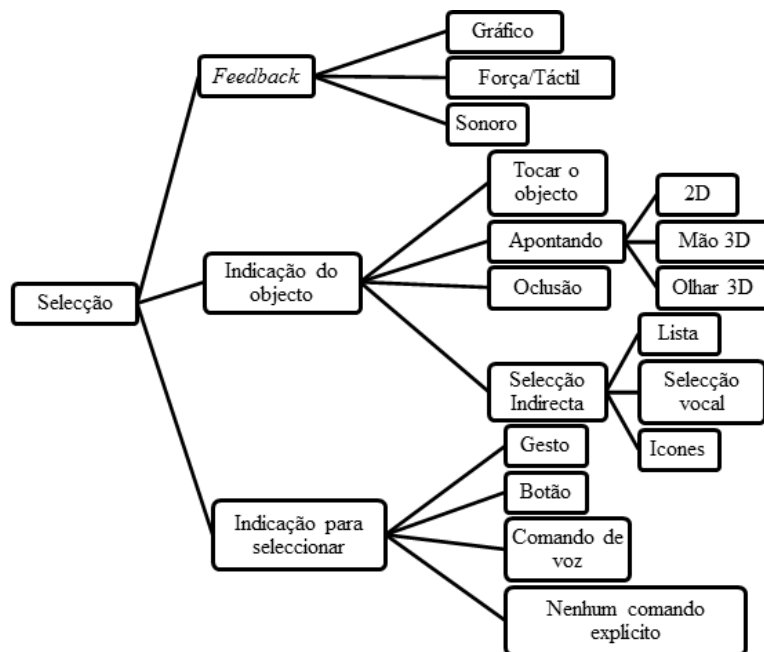 Selecção
Feedback
Gráfico
Força/Táctil
Sonoro
Indicação do
objecto
Tocar o
objecto
Apontando
2D
Mão 3D
Olhar 3D
Oclusão
Selecção
Indirecta
Lista
Selecção
vocal
Icones
Indicação para
seleccionar
Gesto
Botão
Comando de
voz
Nenhum comando
explícito